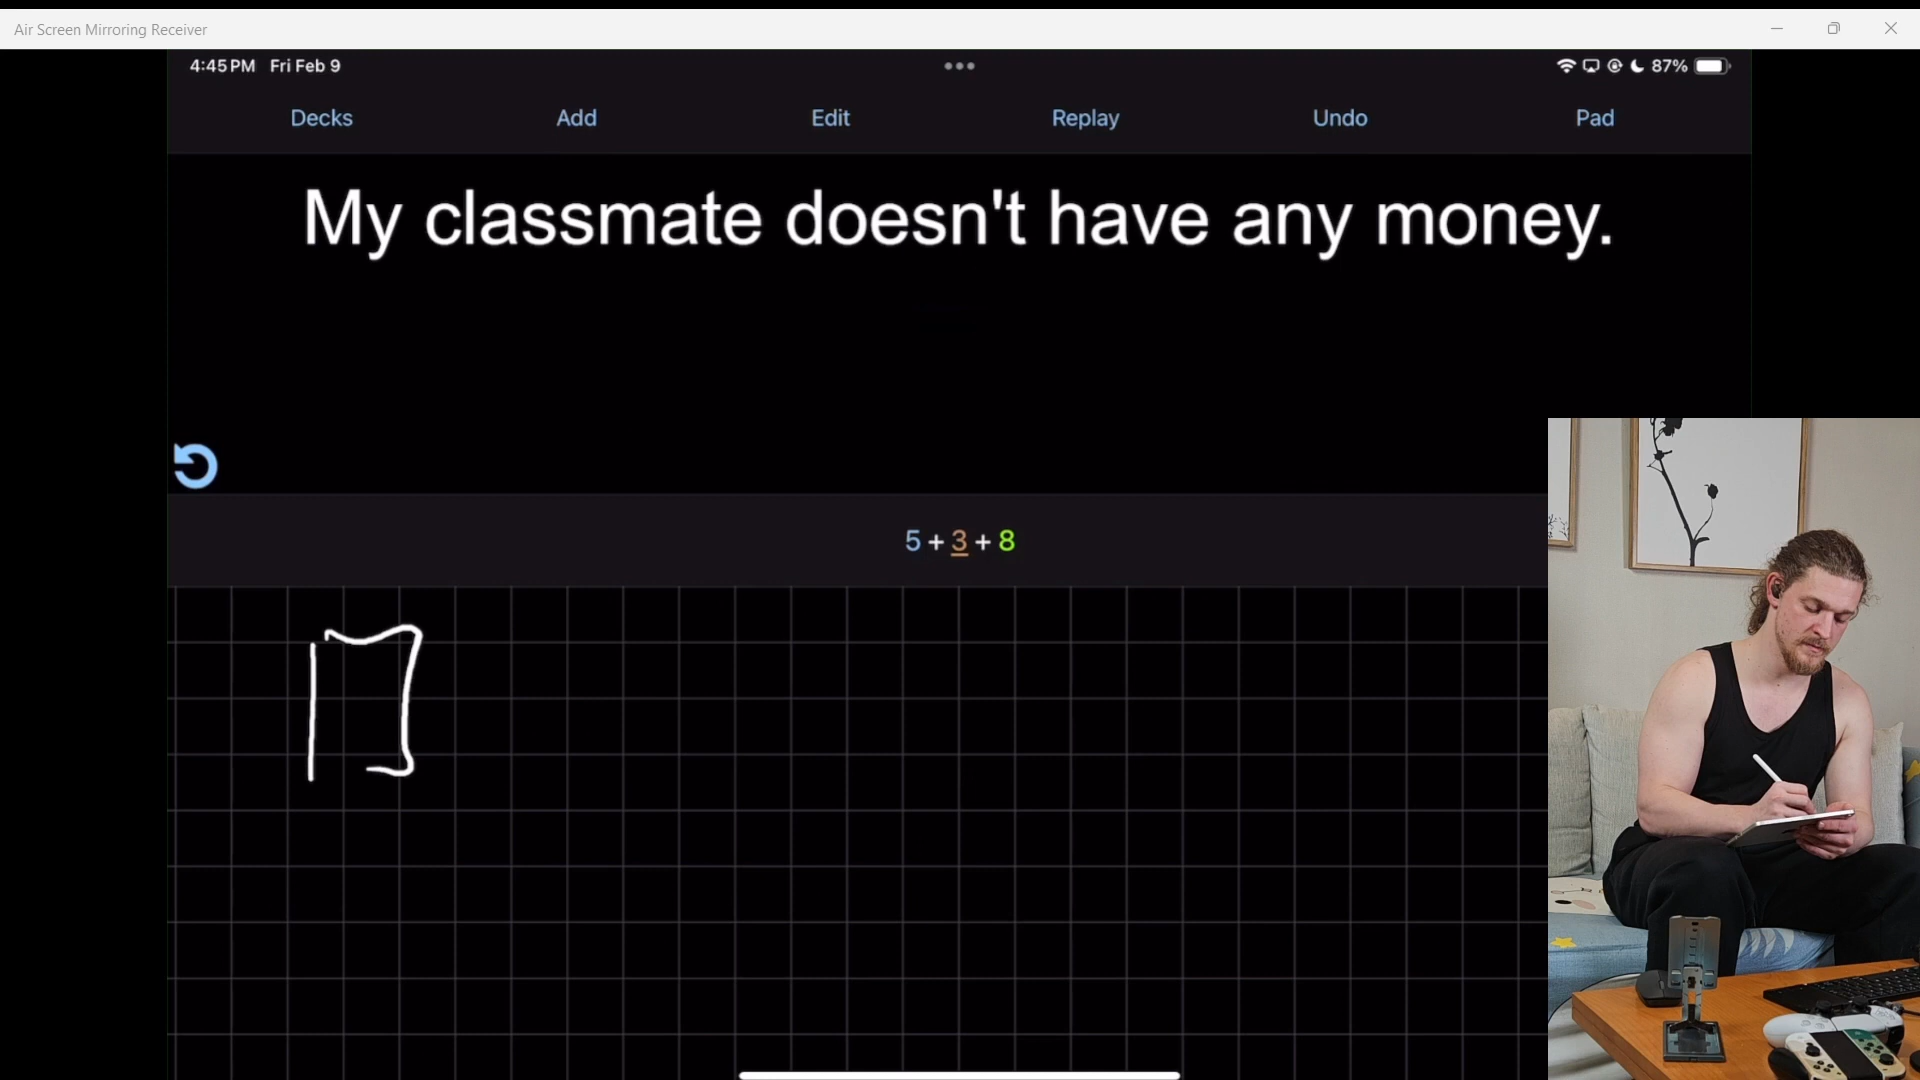 Air Screen Mirroring Receiver
4:45 PM Fri Feb 9
87%
Decks Add Edit Replay Undo Pad
My classmate doesn't have any money.
5 + 3 + 8